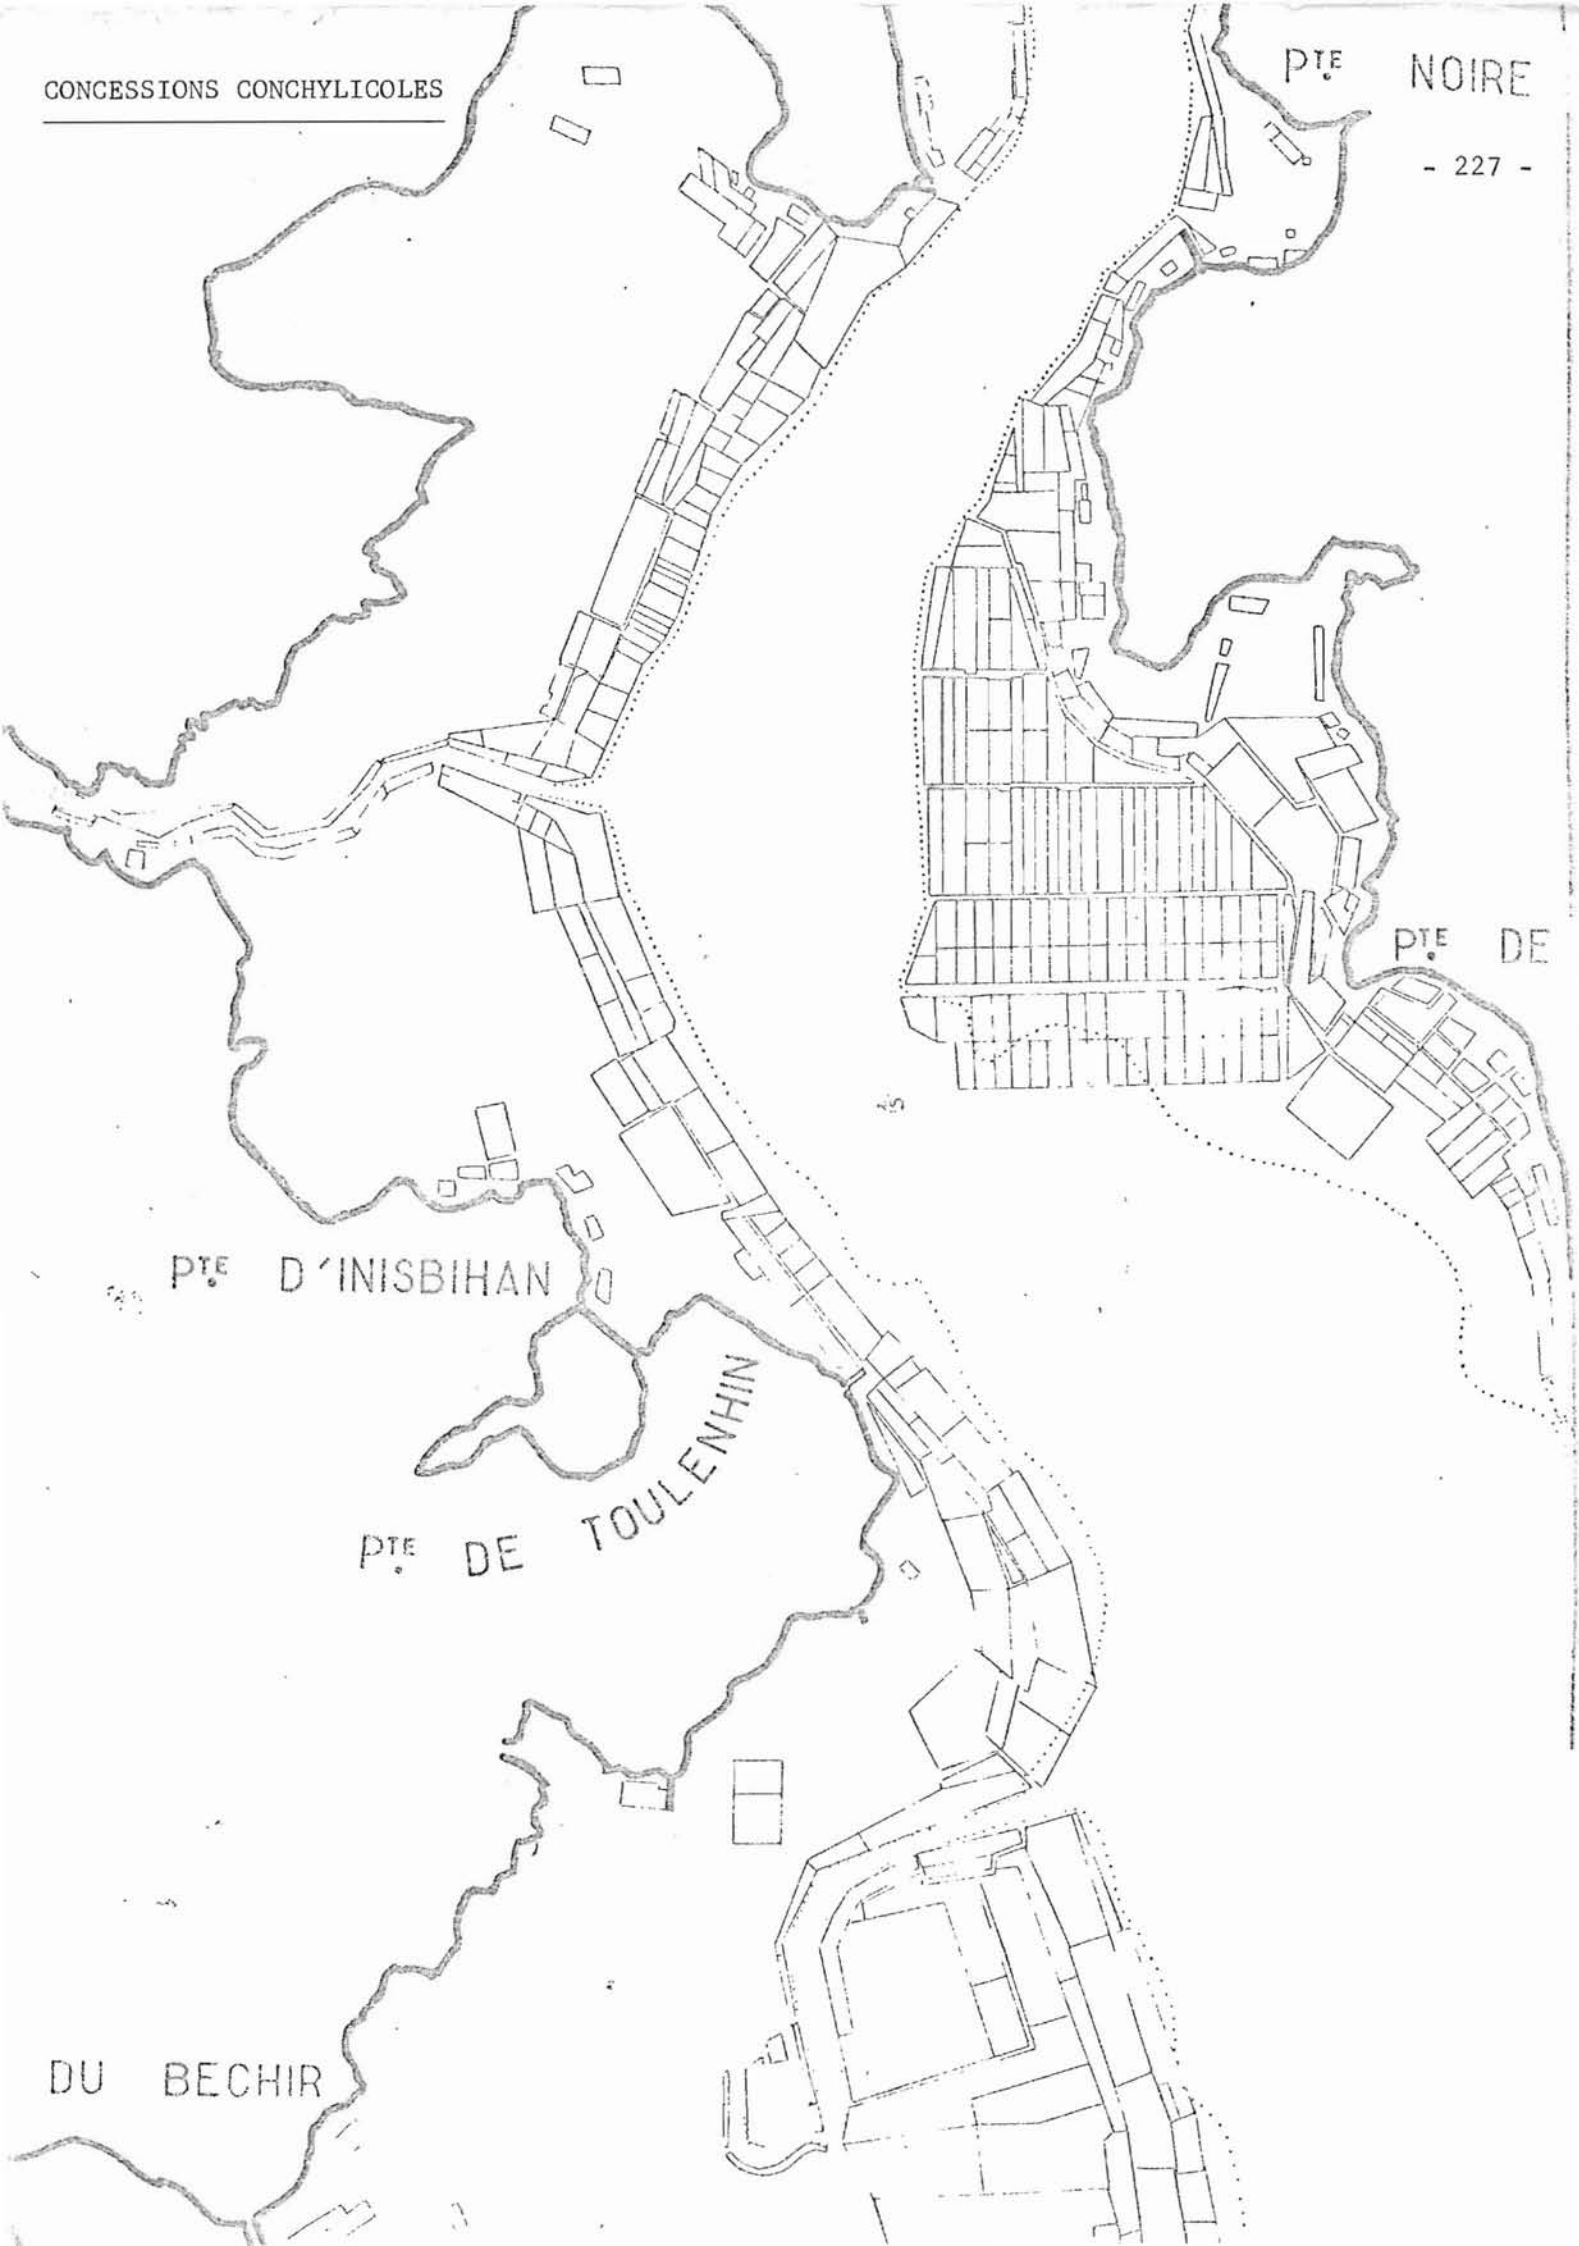 CONCESSIONS CONCHYLICOLES
PTE NOIRE
- 227 -
PTE DE
PTE D'INISBIHAN
PTE DE TOULENHIN
DU BECHIR